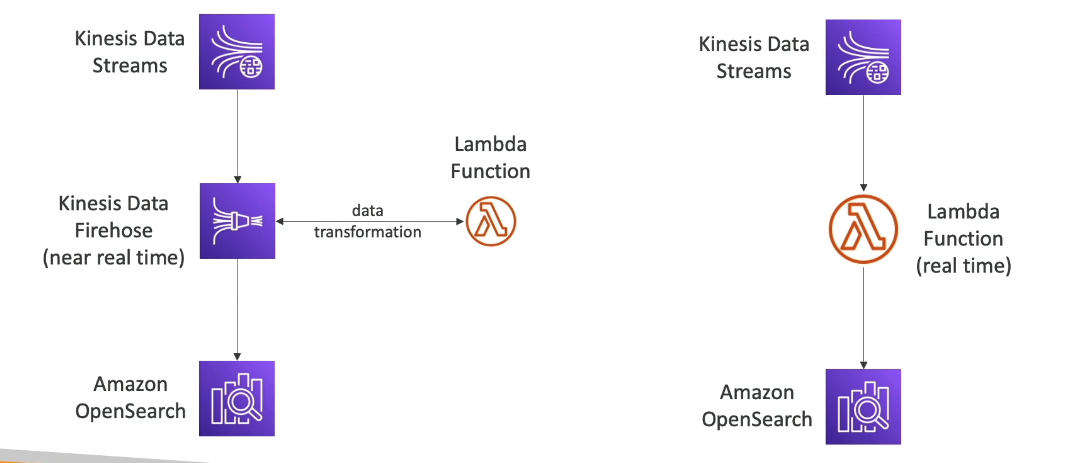 Kinesis Data
Streams
Lambda
Function
Kinesis Data
Firehose
(near real time)
data
transformation
Amazon
OpenSearch
Kinesis Data
Streams
Lambda
Function
(real time)
Amazon
OpenSearch